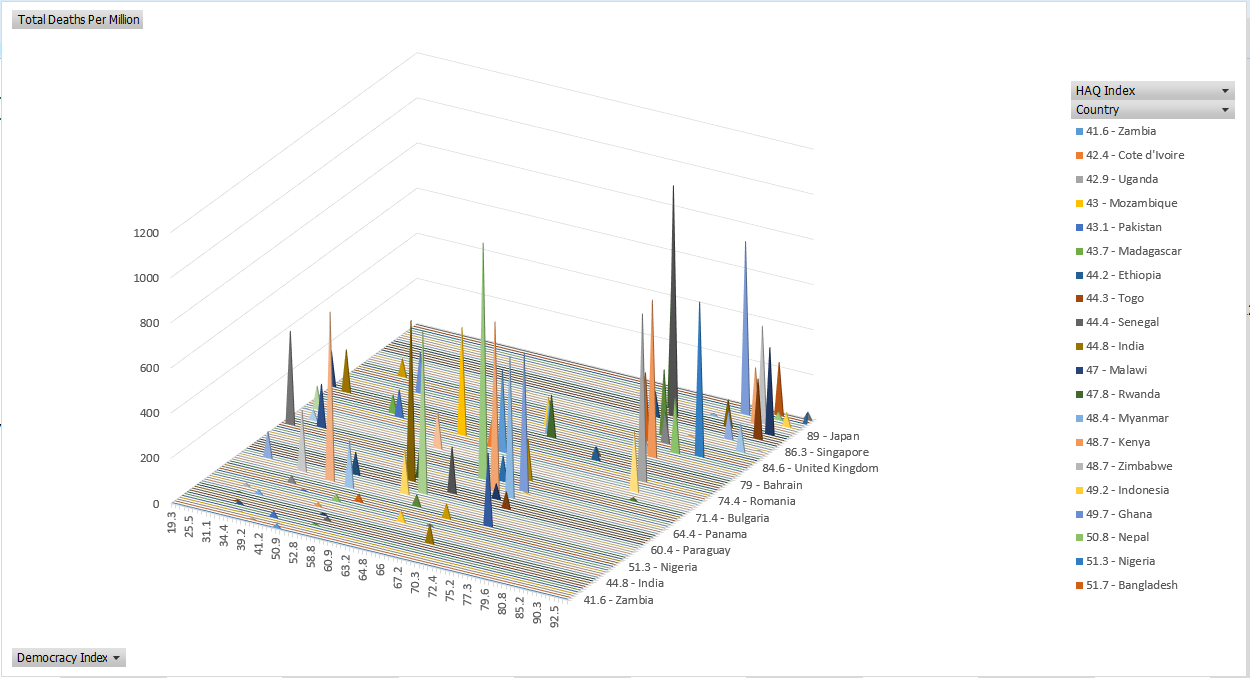 Total Deaths Per Million
HAQ Index
Country
41.6 - Zambia
42.4 - Cote d'Ivoire
42.9 - Uganda
43 - Mozambique
43.1 - Pakistan
43.7 - Madagascar
44.2 - Ethiopia
44.3 - Togo
44.4 - Senegal
44.8 - India
47 - Malawi
47.8 - Rwanda
48.4 - Myanmar
48.7 - Kenya
48.7 - Zimbabwe
49.2 - Indonesia
49.7 - Ghana
50.8 - Nepal
51.3 - Nigeria
51.7 - Bangladesh
1200
1000
800
600
400
200
0
19.3
25.5
31.1
34.4
39.2
41.2
50.9
52.8
58.8
60.9
63.2
64.8
66
67.2
70.3
72.4
75.2
77.3
79.6
80.8
85.2
90.3
92.5
89 - Japan
86.3 - Singapore
84.6 - United Kingdom
79 - Bahrain
74.4 - Romania
71.4 - Bulgaria
64.4 - Panama
60.4 - Paraguay
51.3 - Nigeria
44.8 - India
41.6 - Zambia
Democracy Index